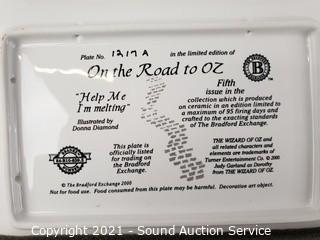 Plate No. 1217A in the limited edition of
On the Road to OZ
B
"Help Me
I'm melting"
Illustrated by
Donna Diamond
This plate is
officially listed
for trading on
the Bradford
Exchange.
Fifth
issue in the
collection which is produced
on ceramic in an edition limited to
a maximum of 95 firing days and
crafted to the exacting standards
of The Bradford Exchange.
THE WIZARD OF OZ and
all related characters and
elements are trademarks of
Turner Entertainment Co. © 2000
Judy Garland as Dorothy
from THE WIZARD OF OZ
© The Bradford Exchange 2000
Not for food use. Food consumed from this plate may be harmful. Decorative art object.
Copyright 2021 - Sound Auction Service